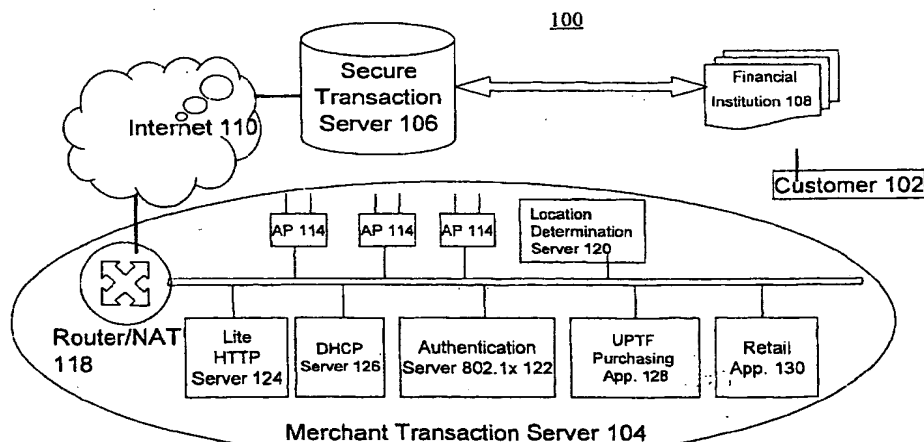 100
Secure
Transaction
Server 106
Financial
Institution 108
Internet 110
Customer 102
AP 114
AP 114
AP 114
Location
Determination
Server 120
Router/NAT
118
Lite
HTTP
Server 124
DHCP
Server 126
Authentication
Server 802.1x 122
UPTF
Purchasing
App. 128
Retail
App. 130
Merchant Transaction Server 104